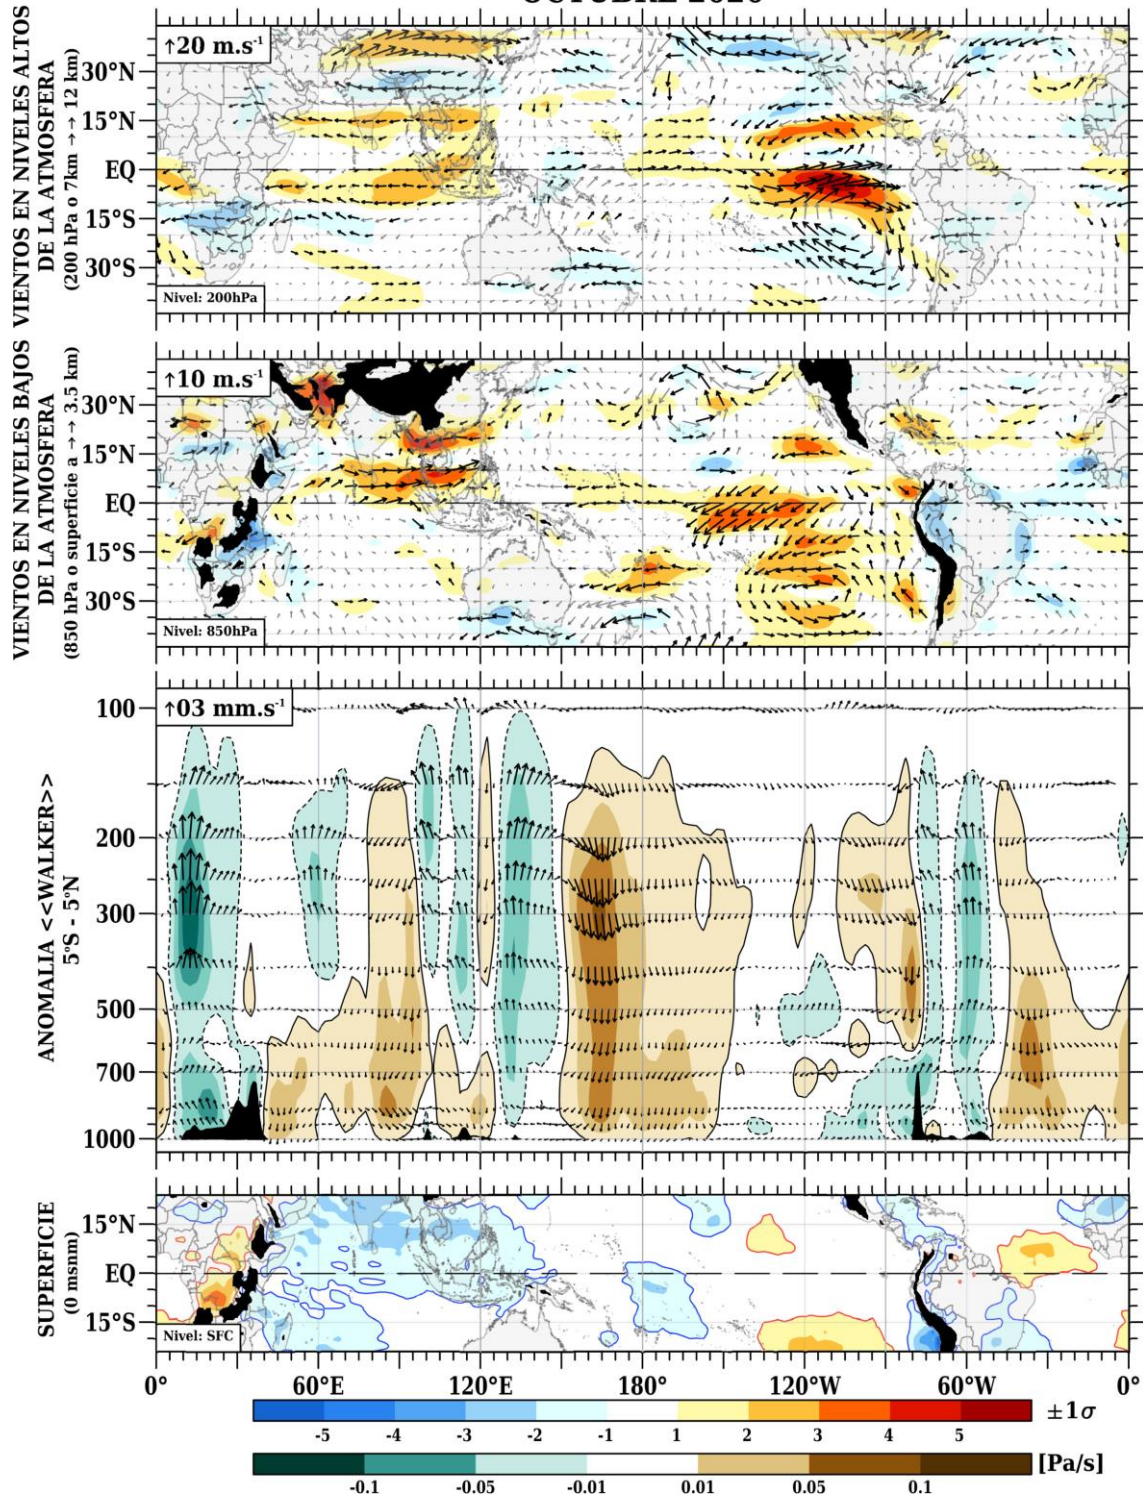 VIENTOS EN NIVELES ALTOS
DE LA ATMOSFERA
(200 hPa o 7km →→ 12 km)
↑20 m.s⁻¹
30°N
15°N
EQ
15°S
30°S
Nivel: 200hPa
VIENTOS EN NIVELES BAJOS
DE LA ATMOSFERA
(850 hPa o superficie a →→ 3.5 km)
↑10 m.s⁻¹
30°N
15°N
EQ
15°S
30°S
Nivel: 850hPa
ANOMALIA <<WALKER>>
5°S - 5°N
↑03 mm.s⁻¹
100
200
300
500
700
1000
SUPERFICIE
(0 msnmm)
15°N
EQ
15°S
Nivel: SFC
0° 60°E 120°E 180° 120°W 60°W 0°
±1σ
-5 -4 -3 -2 -1 1 2 3 4 5
[Pa/s]
-0.1 -0.05 -0.01 0.01 0.05 0.1